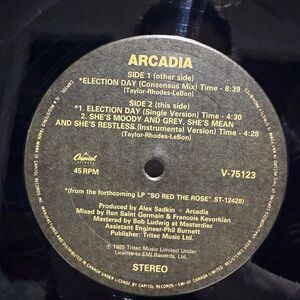 ARCADIA
SIDE 1 (other side)
*ELECTION DAY (Consensus Mix) Time - 8:39
(Taylor-Rhodes-LeBon)
SIDE 2 (this side)
*1. ELECTION DAY (Single Version) Time - 4:30
2. SHE'S MOODY AND GREY, SHE'S MEAN
AND SHE'S RESTLESS.(Instrumental Version) Time - 4:28
(Taylor-Rhodes-LeBon)
Capitol
45 RPM
V-75123
*(from the forthcoming LP "SO RED THE ROSE" ST-12428)
Produced by Alex Sadkin + Arcadia
Mixed by Ron Saint Germain & Francois Kevorkian
Mastered by Bob Ludwig at Masterdisc
Assistant Engineer-Phil Burnett
Publisher: Tritec Music Ltd.
℗ 1985 Tritec Music Limited Under
License to EMI Records Ltd.
STEREO